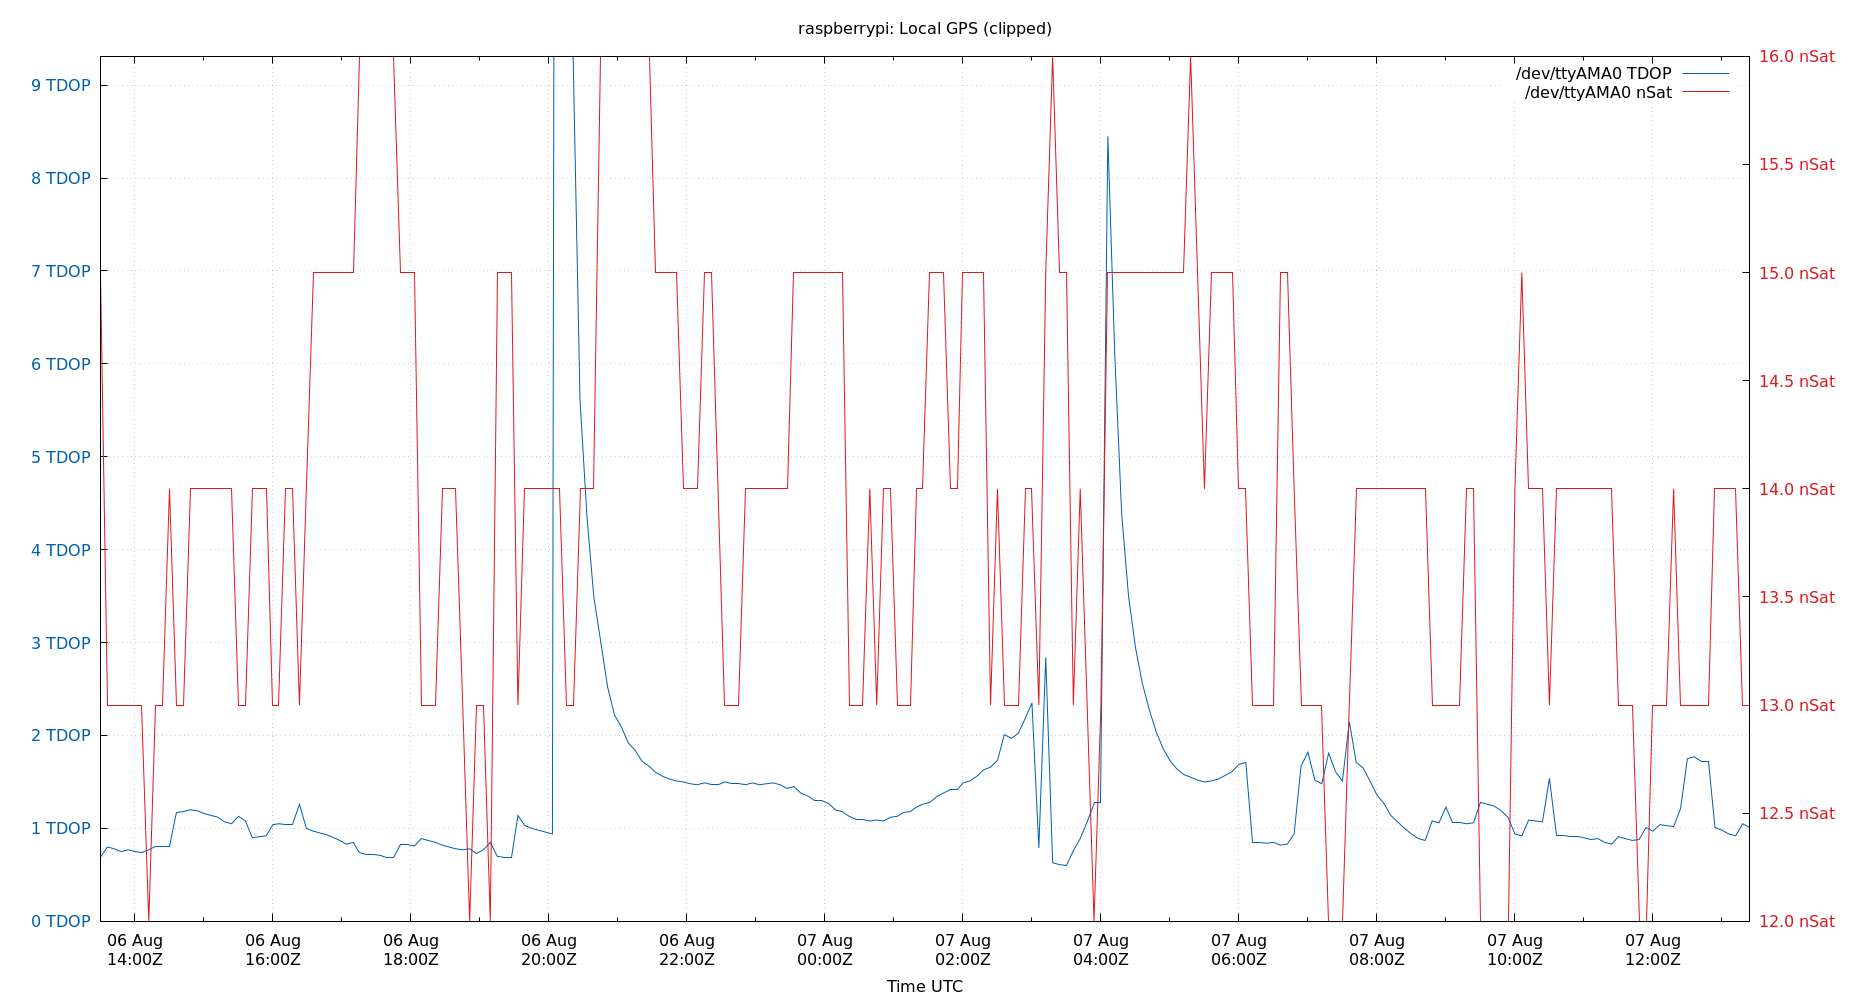 raspberrypi: Local GPS (clipped)
/dev/ttyAMA0 TDOP
/dev/ttyAMA0 nSat
9 TDOP
8 TDOP
7 TDOP
6 TDOP
5 TDOP
4 TDOP
3 TDOP
2 TDOP
1 TDOP
0 TDOP
16.0 nSat
15.5 nSat
15.0 nSat
14.5 nSat
14.0 nSat
13.5 nSat
13.0 nSat
12.5 nSat
12.0 nSat
06 Aug
14:00Z
06 Aug
16:00Z
06 Aug
18:00Z
06 Aug
20:00Z
06 Aug
22:00Z
07 Aug
00:00Z
07 Aug
02:00Z
07 Aug
04:00Z
07 Aug
06:00Z
07 Aug
08:00Z
07 Aug
10:00Z
07 Aug
12:00Z
Time UTC